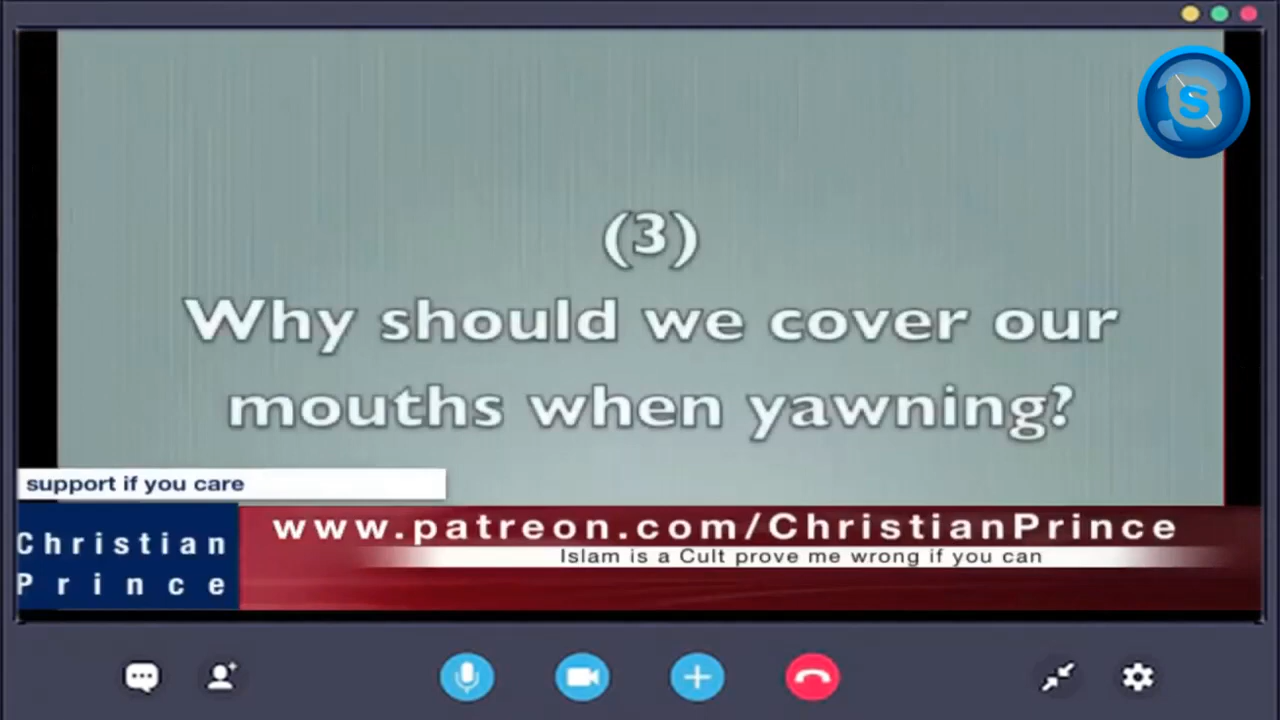 S
(3)
Why should we cover our
mouths when yawning?
support if you care
Christian
Prince
www.patreon.com/ChristianPrince
Islam is a Cult prove me wrong if you can